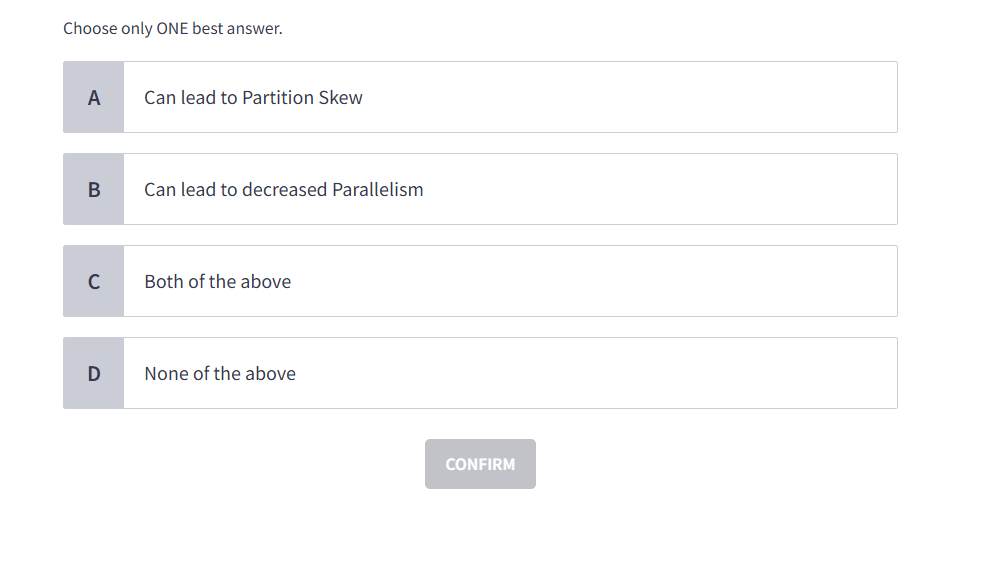 Choose only ONE best answer.
A Can lead to Partition Skew
B Can lead to decreased Parallelism
C Both of the above
D None of the above
CONFIRM